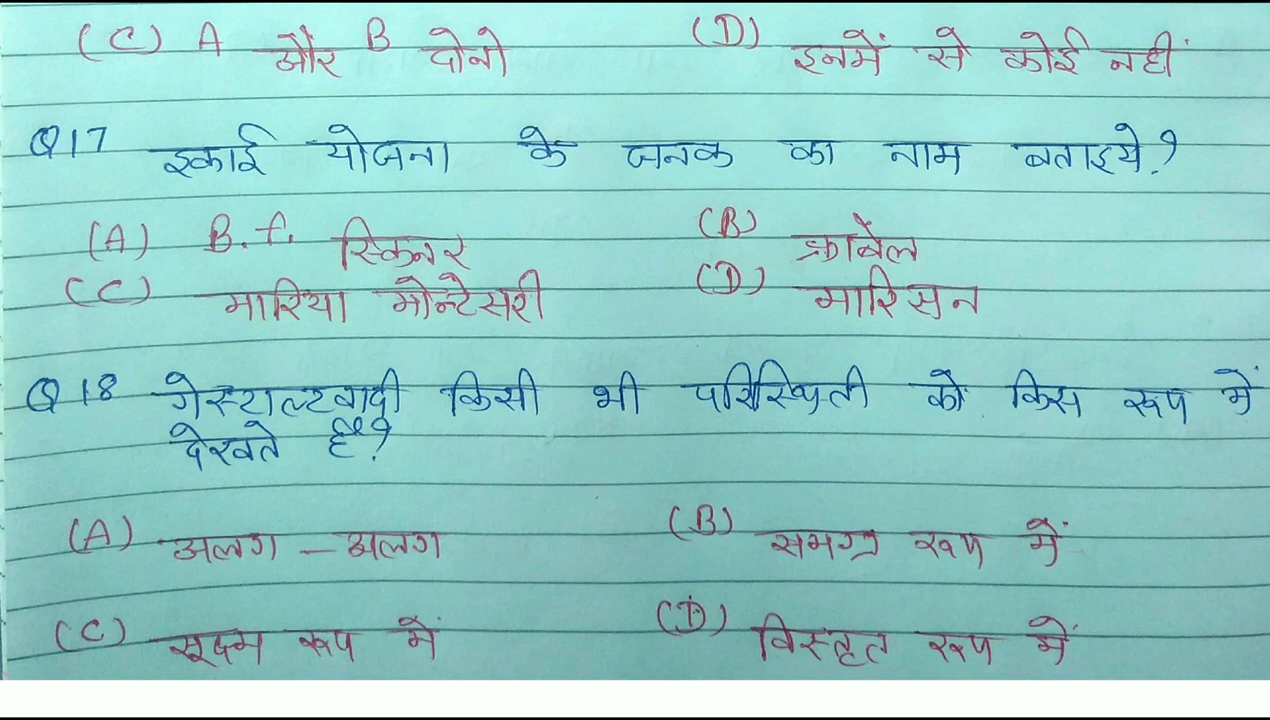 (C) A और B दोनो (D) इनमें से कोई नहीं
Q17 इकाई योजना के जनक का नाम बताइये?
(A) B.f. स्किनर (B) फ्राबेल
(C) मारिया मोन्टेसरी (D) मारिसन
Q18 गेस्टाल्टवादी किसी भी परिस्थिती को किस रूप में
देखते हैं?
(A) अलग - अलग (B) समग्र रूप में
(C) सूक्ष्म रूप में (D) विस्तृत रूप में